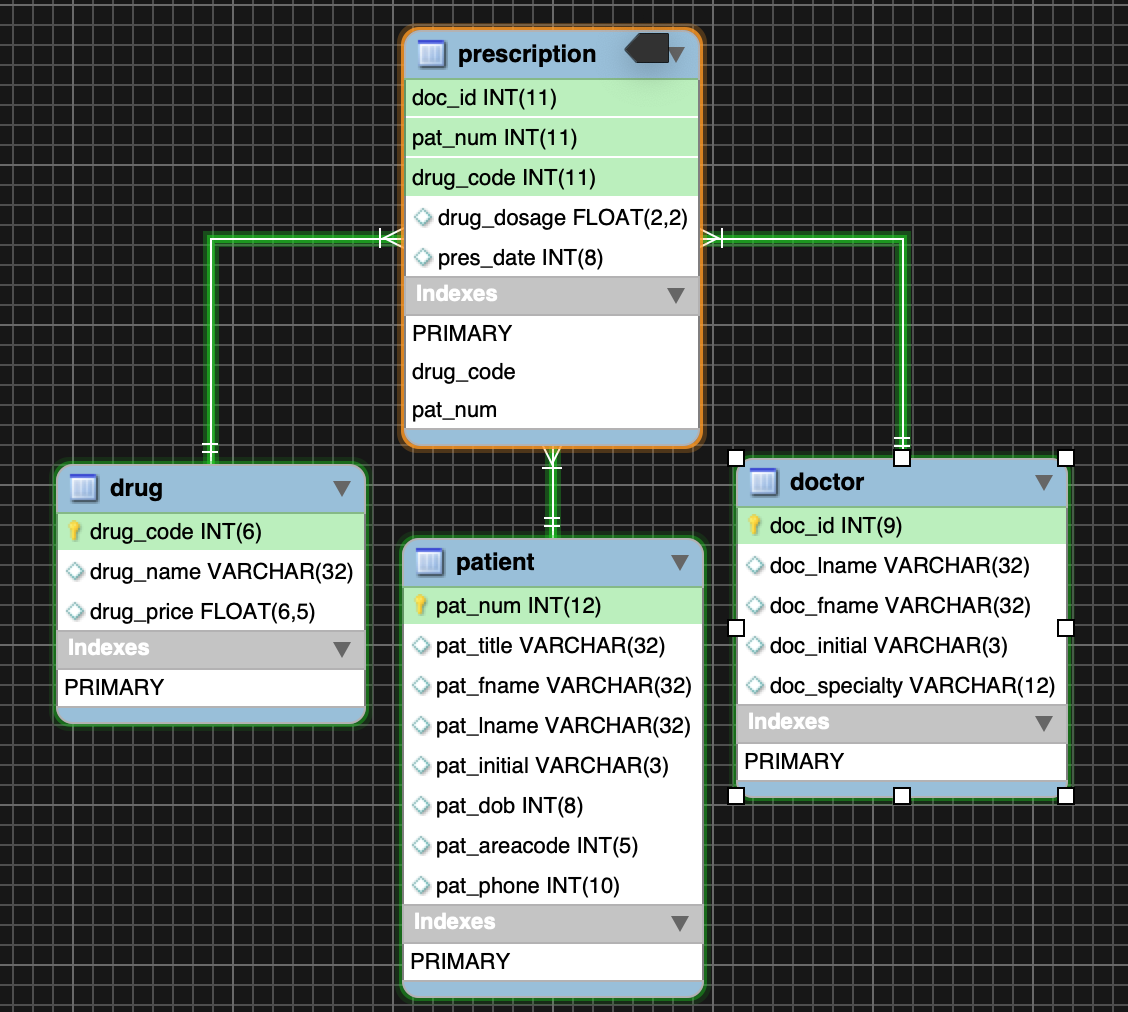 prescription
doc_id INT(11)
pat_num INT(11)
drug_code INT(11)
drug_dosage FLOAT(2,2)
pres_date INT(8)
Indexes
PRIMARY
drug_code
pat_num
drug
drug_code INT(6)
drug_name VARCHAR(32)
drug_price FLOAT(6,5)
Indexes
PRIMARY
patient
pat_num INT(12)
pat_title VARCHAR(32)
pat_fname VARCHAR(32)
pat_lname VARCHAR(32)
pat_initial VARCHAR(3)
pat_dob INT(8)
pat_areacode INT(5)
pat_phone INT(10)
Indexes
PRIMARY
doctor
doc_id INT(9)
doc_lname VARCHAR(32)
doc_fname VARCHAR(32)
doc_initial VARCHAR(3)
doc_specialty VARCHAR(12)
Indexes
PRIMARY